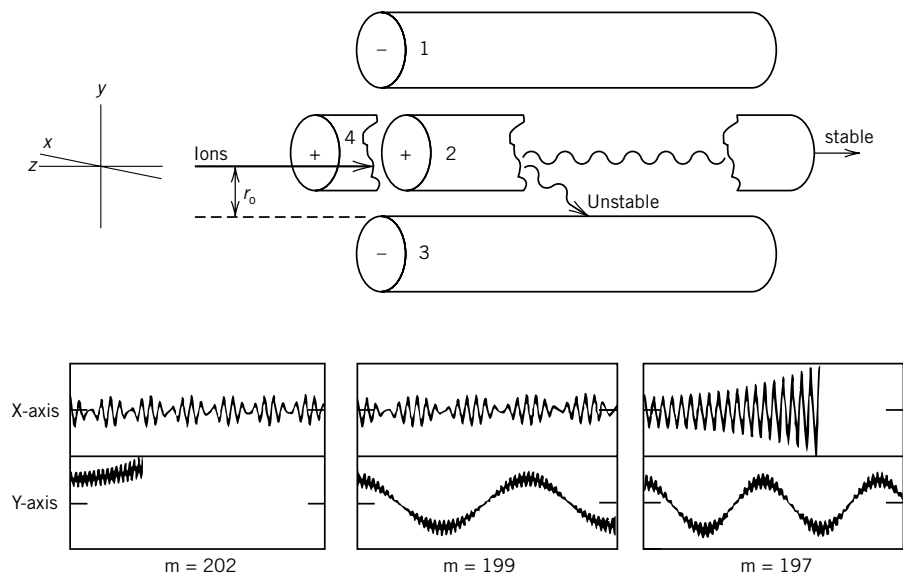 − 1
y
x
z
Ions
+ 4 + 2
stable
r₀
Unstable
− 3
X-axis
Y-axis
m = 202 m = 199 m = 197